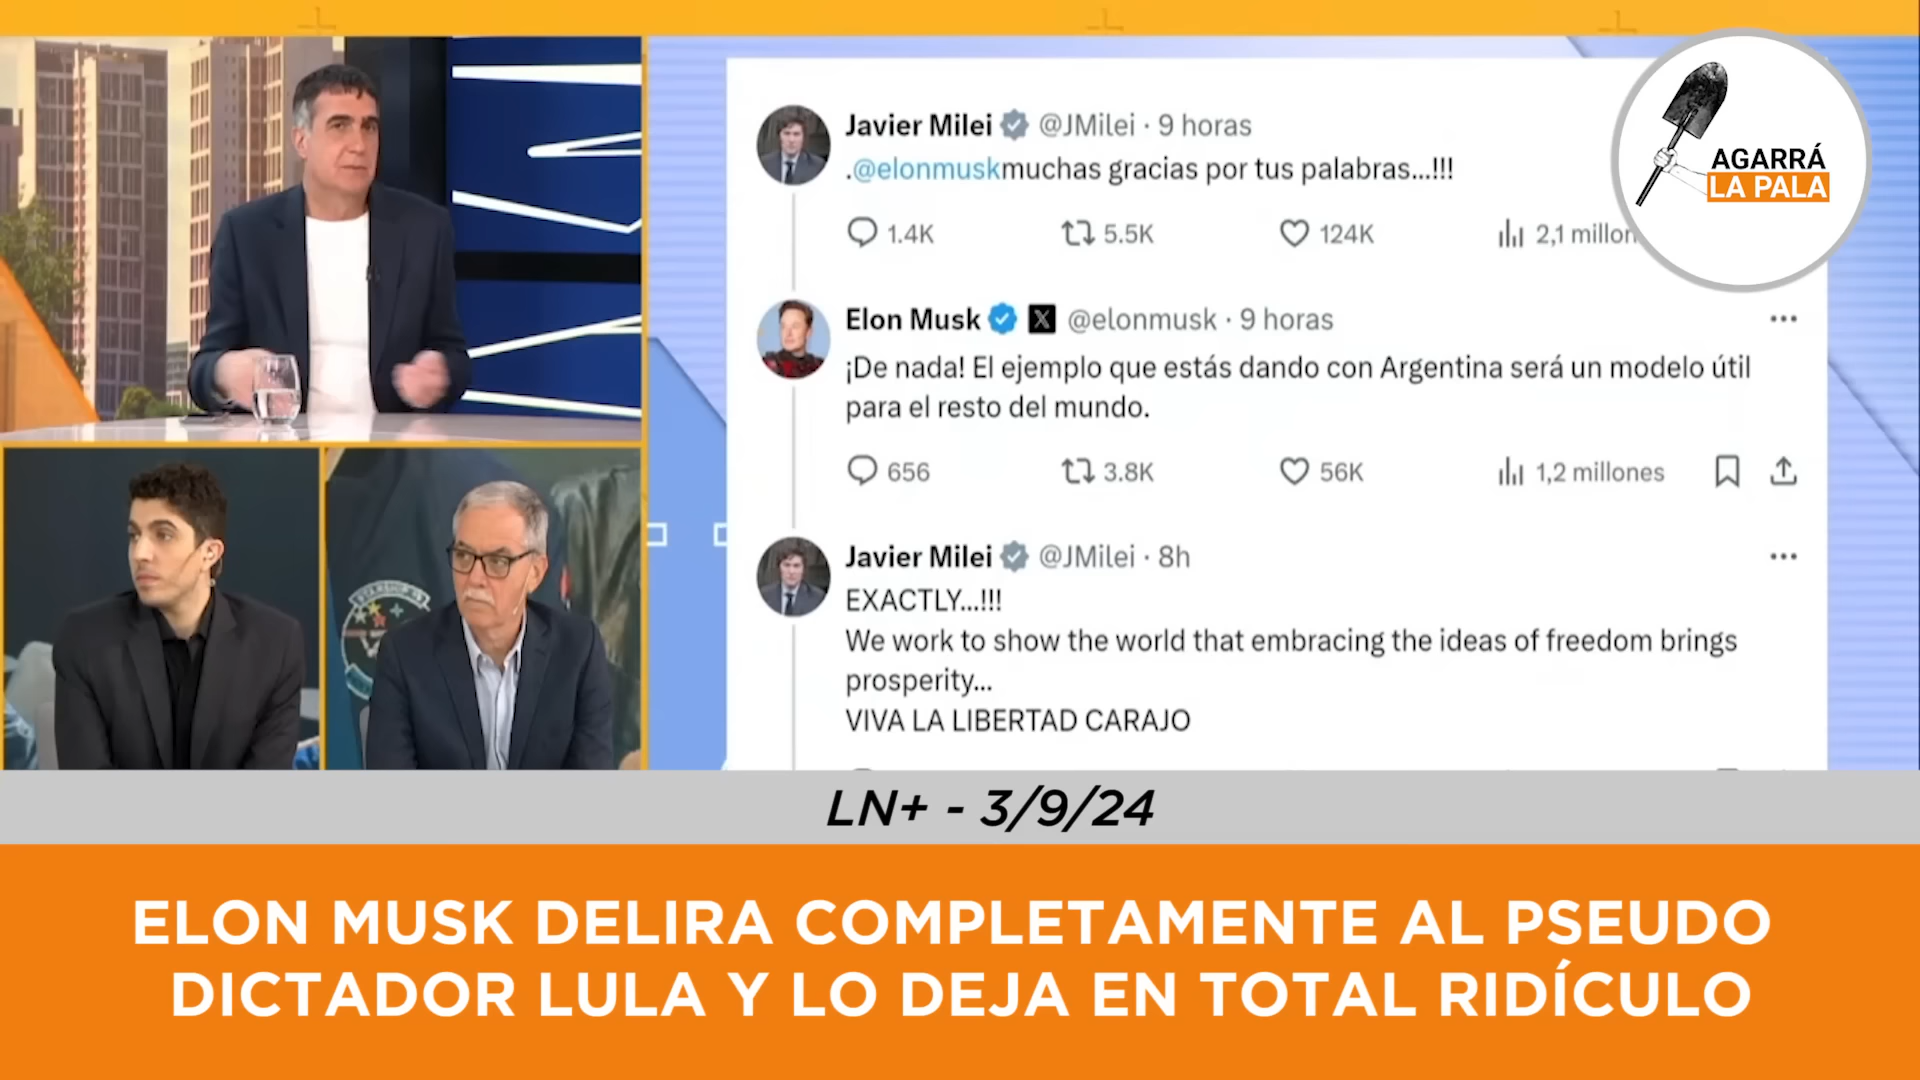 AGARRÁ
LA PALA
Javier Milei @JMilei · 9 horas
.@elonmuskmuchas gracias por tus palabras...!!!
1.4K 5.5K 124K 2,1 millon
Elon Musk X @elonmusk · 9 horas
¡De nada! El ejemplo que estás dando con Argentina será un modelo útil
para el resto del mundo.
656 3.8K 56K 1,2 millones
Javier Milei @JMilei · 8h
EXACTLY...!!!
We work to show the world that embracing the ideas of freedom brings
prosperity...
VIVA LA LIBERTAD CARAJO
LN+ - 3/9/24
ELON MUSK DELIRA COMPLETAMENTE AL PSEUDO
DICTADOR LULA Y LO DEJA EN TOTAL RIDÍCULO